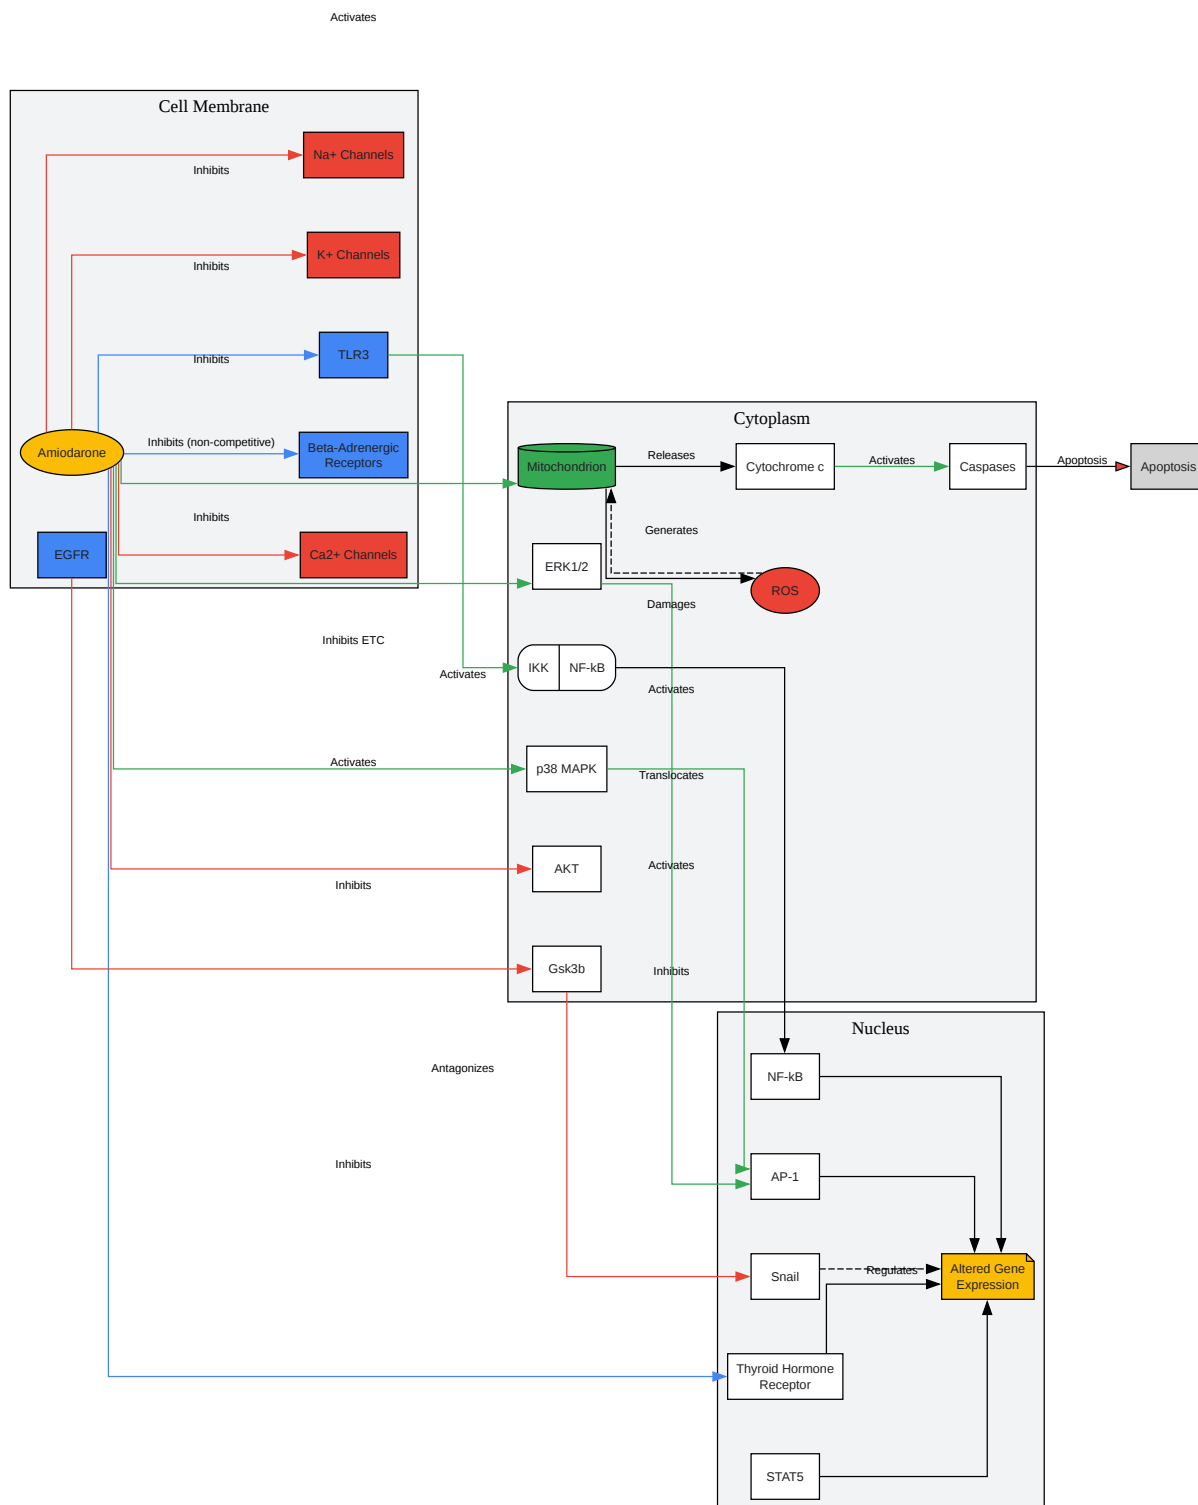 Activates
Cell Membrane
Na+ Channels
Inhibits
K+ Channels
Inhibits
TLR3
Inhibits
Inhibits (non-competitive)
Amiodarone
Beta-Adrenergic
Receptors
Inhibits
EGFR
Ca2+ Channels
Inhibits ETC
Activates
Activates
Inhibits
Antagonizes
Inhibits
Cytoplasm
Mitochondrion
Releases
Cytochrome c
Activates
Caspases
Apoptosis
Apoptosis
Generates
ERK1/2
ROS
Damages
IKK
NF-kB
Activates
p38 MAPK
Translocates
AKT
Activates
Gsk3b
Inhibits
Nucleus
NF-kB
AP-1
Snail
Regulates
Altered Gene
Expression
Thyroid Hormone
Receptor
STAT5